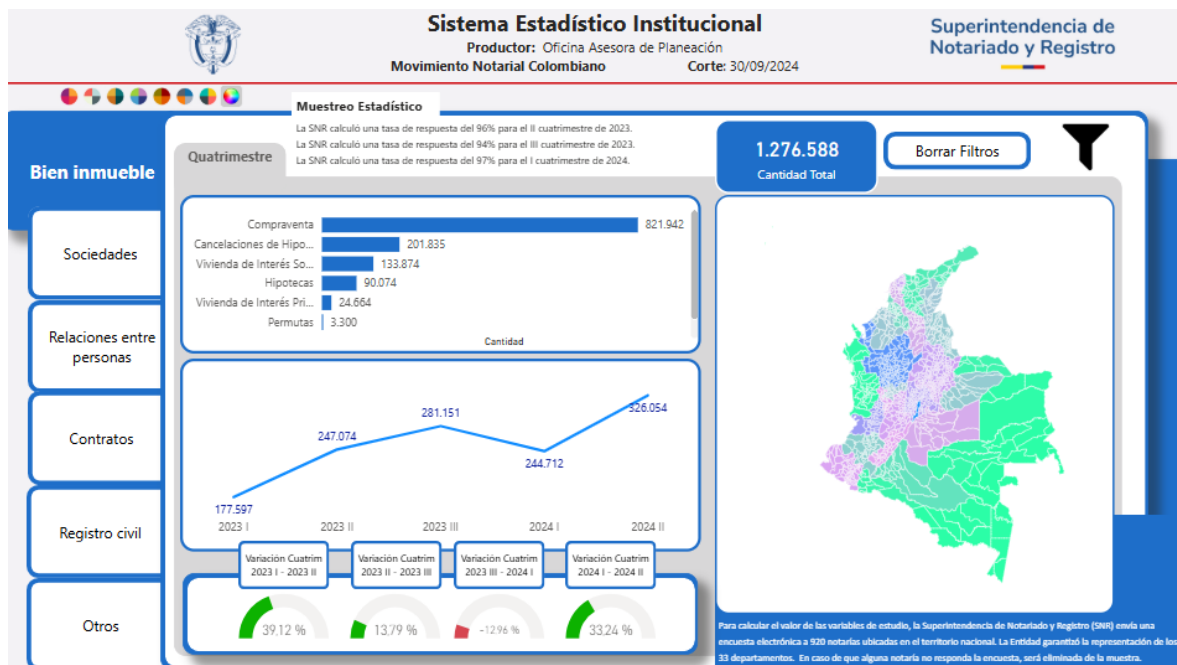 Sistema Estadístico Institucional
Productor: Oficina Asesora de Planeación
Movimiento Notarial Colombiano Corte: 30/09/2024
Superintendencia de
Notariado y Registro
Muestreo Estadístico
La SNR calculó una tasa de respuesta del 96% para el II cuatrimestre de 2023.
La SNR calculó una tasa de respuesta del 94% para el III cuatrimestre de 2023.
La SNR calculó una tasa de respuesta del 97% para el I cuatrimestre de 2024.
Quatrimestre
1.276.588
Cantidad Total
Borrar Filtros
Bien inmueble
Sociedades
Relaciones entre
personas
Contratos
Registro civil
Otros
Compraventa 821.942
Cancelaciones de Hipo... 201.835
Vivienda de Interés So... 133.874
Hipotecas 90.074
Vivienda de Interés Pri... 24.664
Permutas 3.300
Cantidad
177.597
247.074
281.151
244.712
326.054
2023 I 2023 II 2023 III 2024 I 2024 II
Variación Cuatrim
2023 I - 2023 II
39,12 %
Variación Cuatrim
2023 II - 2023 III
13,79 %
Variación Cuatrim
2023 III - 2024 I
-12,96 %
Variación Cuatrim
2024 I - 2024 II
33,24 %
Para calcular el valor de las variables de estudio, la Superintendencia de Notariado y Registro (SNR) envía una
encuesta electrónica a 920 notarías ubicadas en el territorio nacional. La Entidad garantizó la representación de los
33 departamentos. En caso de que alguna notaría no responda la encuesta, será eliminada de la muestra.